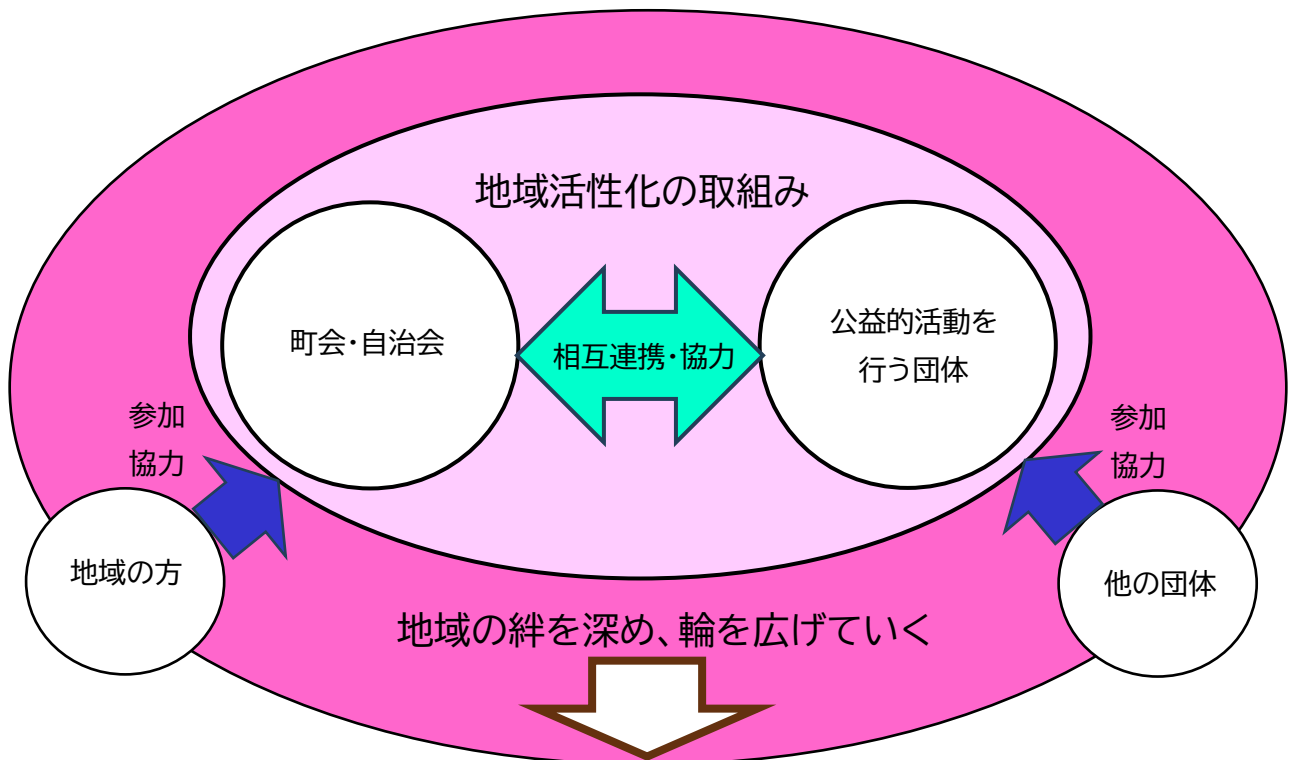 地域活性化の取組み
町会・自治会
相互連携・協力
公益的活動を
行う団体
参加
協力
地域の方
参加
協力
他の団体
地域の絆を深め、輪を広げていく